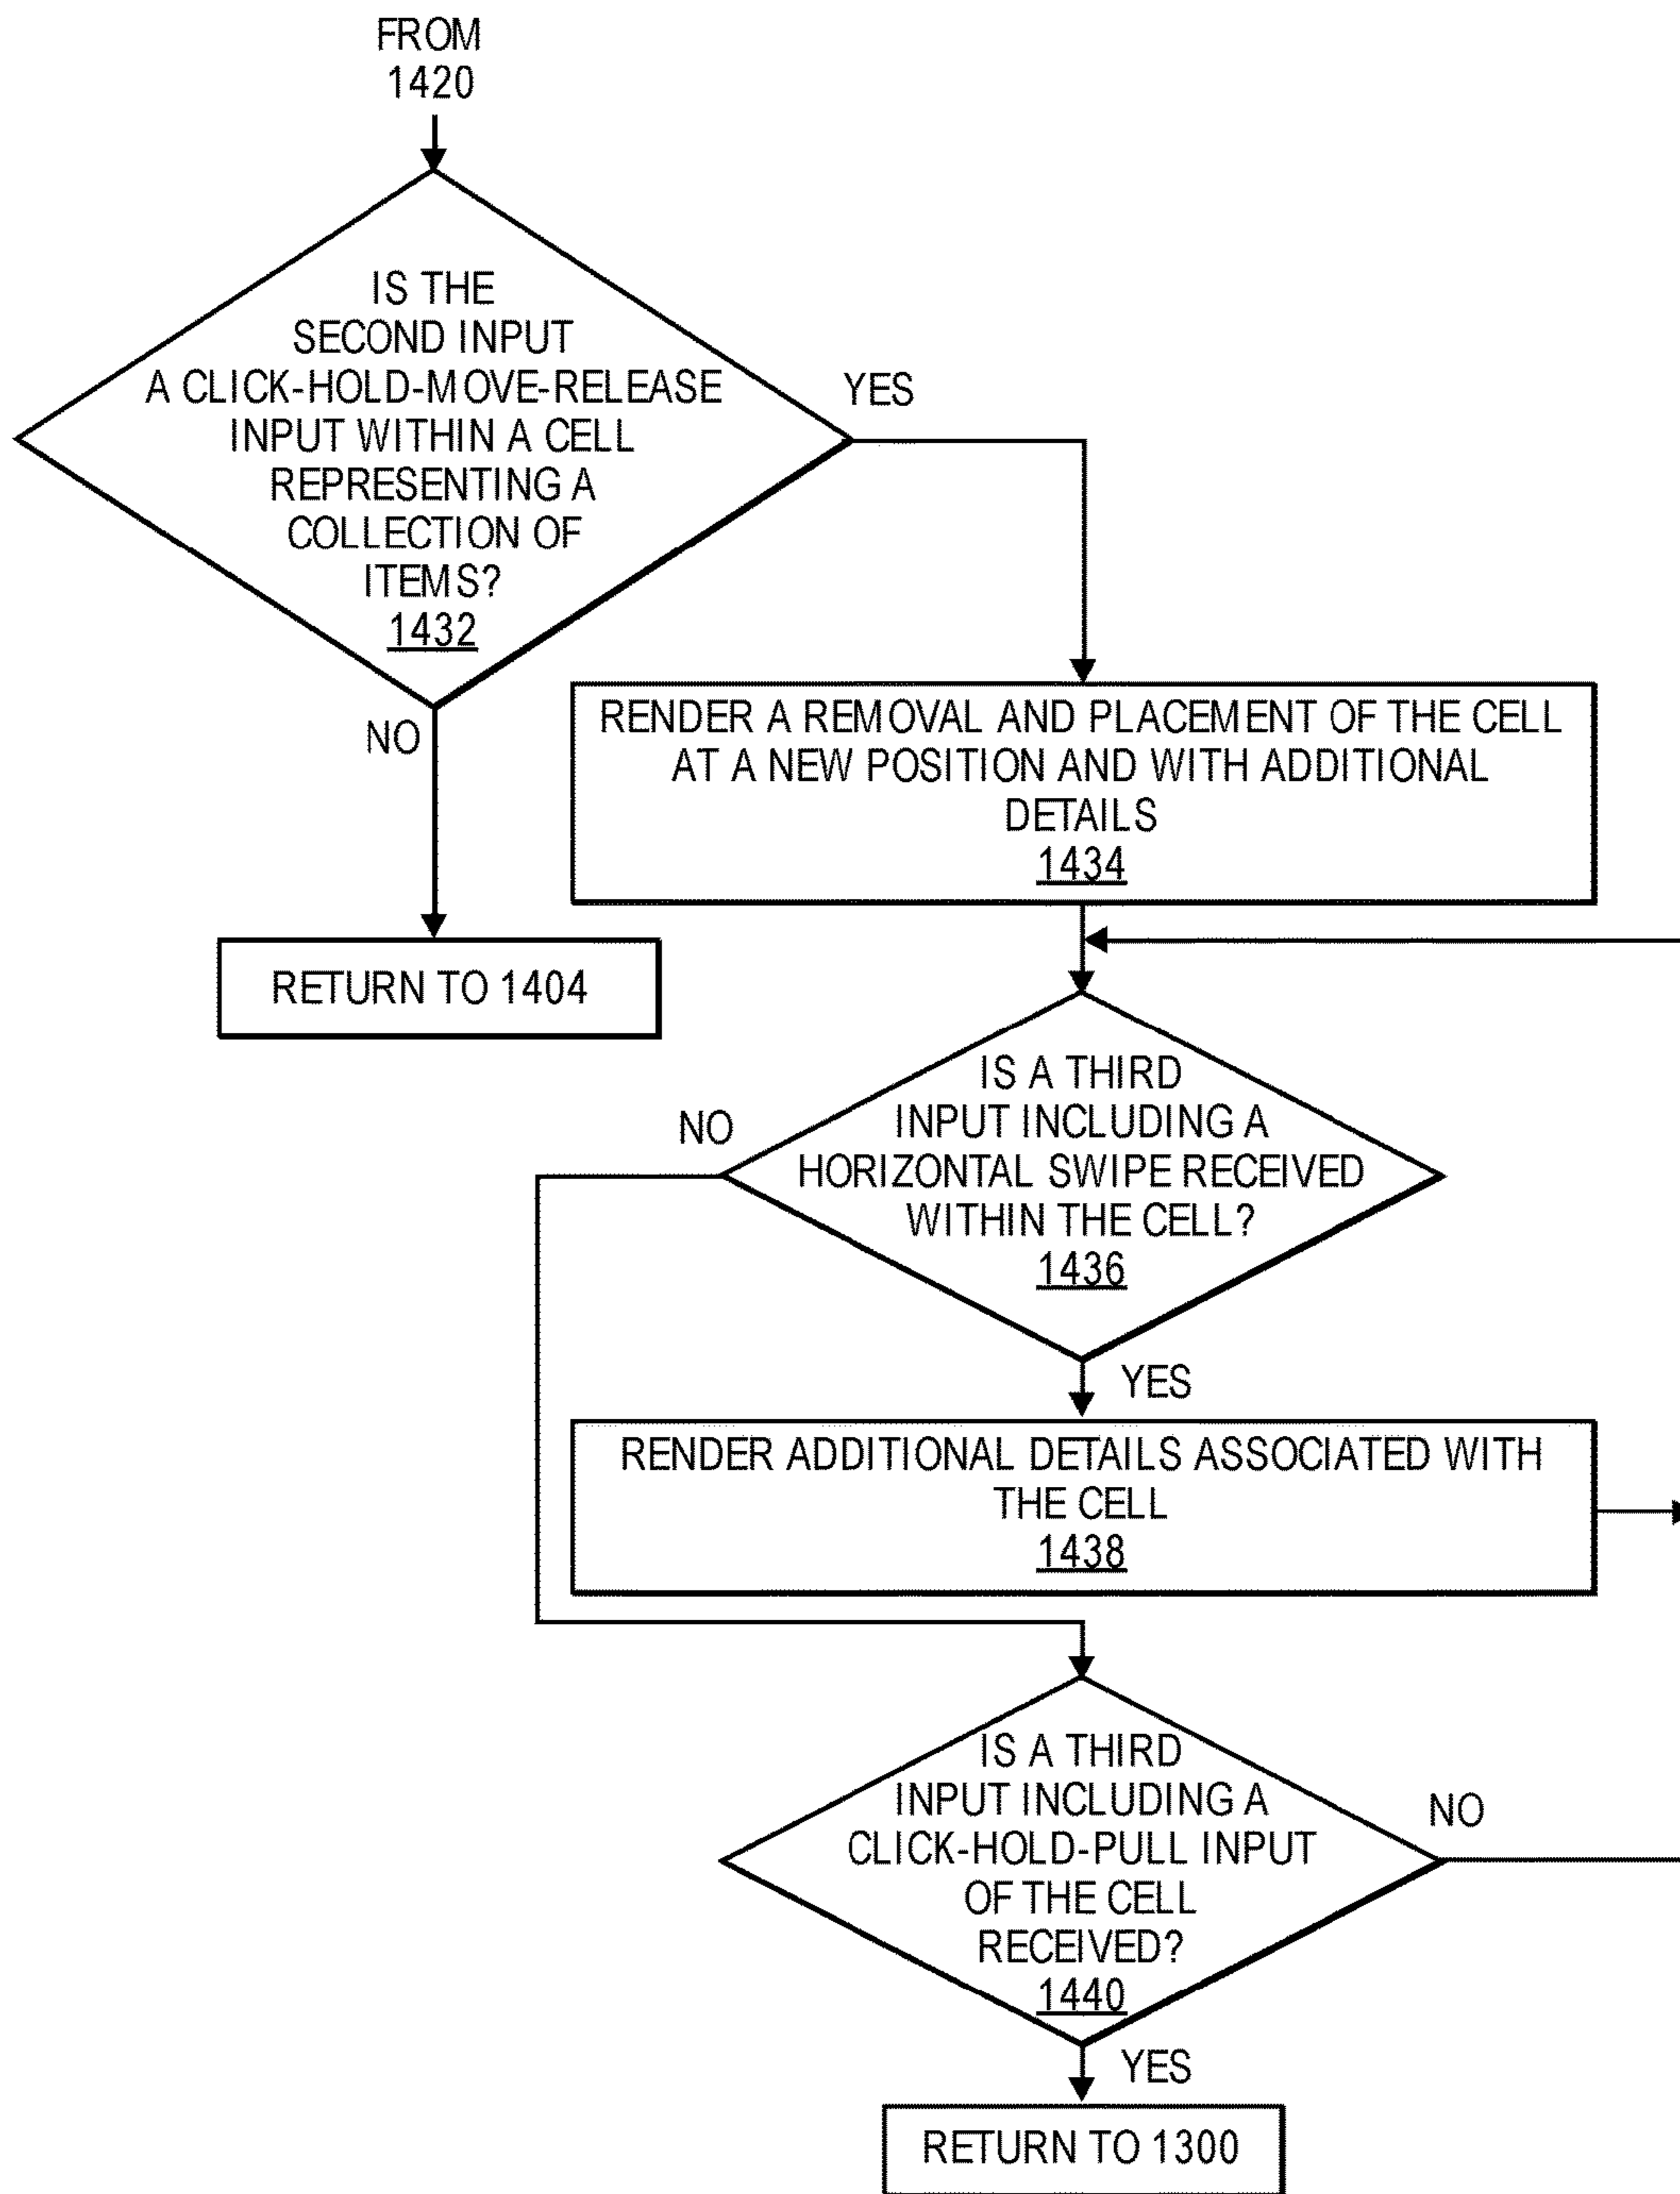 FROM
1420
IS THE
SECOND INPUT
A CLICK-HOLD-MOVE-RELEASE
INPUT WITHIN A CELL
REPRESENTING A
COLLECTION OF
ITEMS?
1432
YES
NO
RENDER A REMOVAL AND PLACEMENT OF THE CELL
AT A NEW POSITION AND WITH ADDITIONAL
DETAILS
1434
RETURN TO 1404
IS A THIRD
INPUT INCLUDING A
HORIZONTAL SWIPE RECEIVED
WITHIN THE CELL?
1436
NO
YES
RENDER ADDITIONAL DETAILS ASSOCIATED WITH
THE CELL
1438
IS A THIRD
INPUT INCLUDING A
CLICK-HOLD-PULL INPUT
OF THE CELL
RECEIVED?
1440
NO
YES
RETURN TO 1300